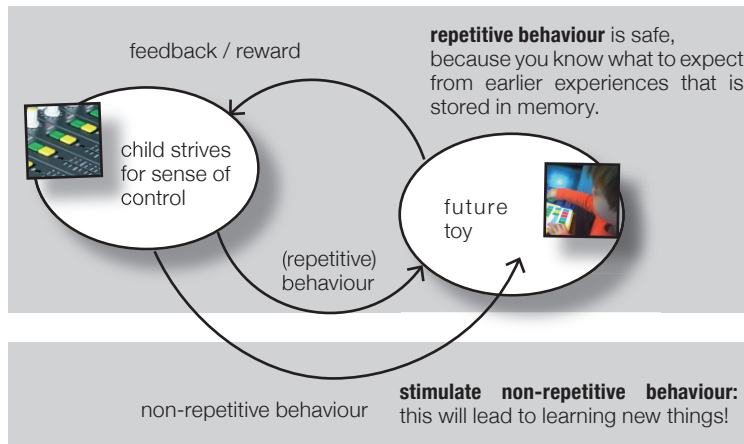 feedback / reward
repetitive behaviour is safe,
because you know what to expect
from earlier experiences that is
stored in memory.
child strives
for sense of
control
future
toy
(repetitive)
behaviour
non-repetitive behaviour
stimulate non-repetitive behaviour:
this will lead to learning new things!